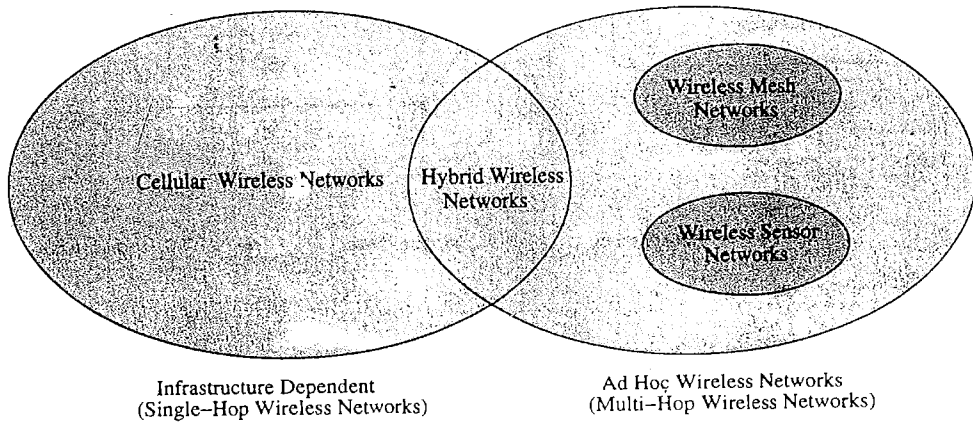 Wireless Mesh
Networks
Cellular Wireless Networks
Hybrid Wireless
Networks
Wireless Sensor
Networks
Infrastructure Dependent
(Single-Hop Wireless Networks)
Ad Hoc Wireless Networks
(Multi-Hop Wireless Networks)